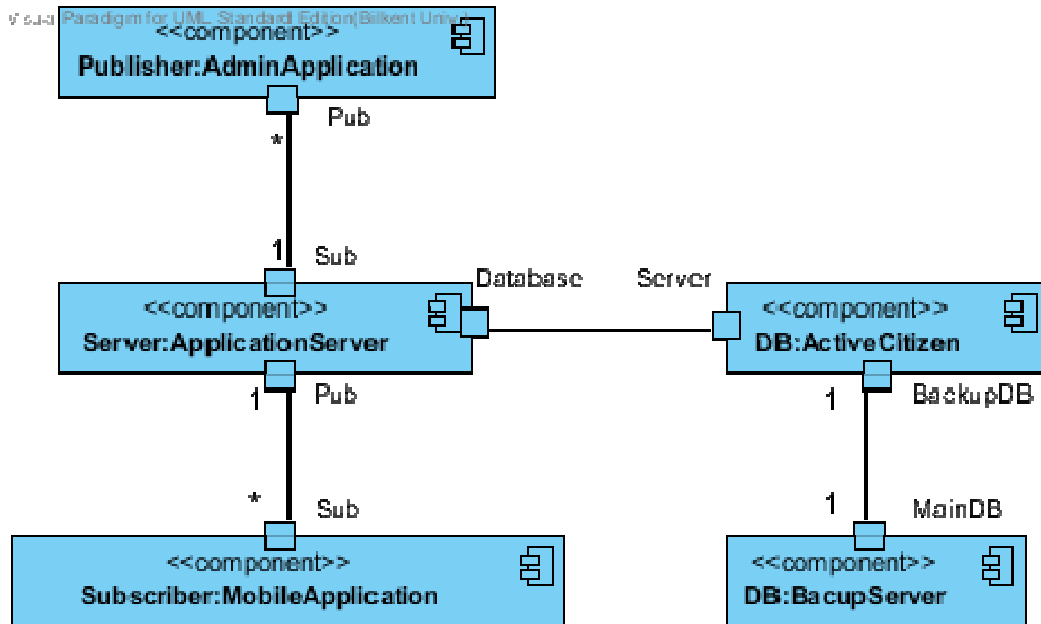 Visual Paradigm for UML Standard Edition(Bilkent Univ.)
<<component>>
Publisher:AdminApplication
Pub
*
1
Sub
Database
Server
<<component>>
Server:ApplicationServer
<<component>>
DB:ActiveCitizen
1
Pub
1
BackupDB
*
Sub
1
MainDB
<<component>>
Subscriber:MobileApplication
<<component>>
DB:BacupServer